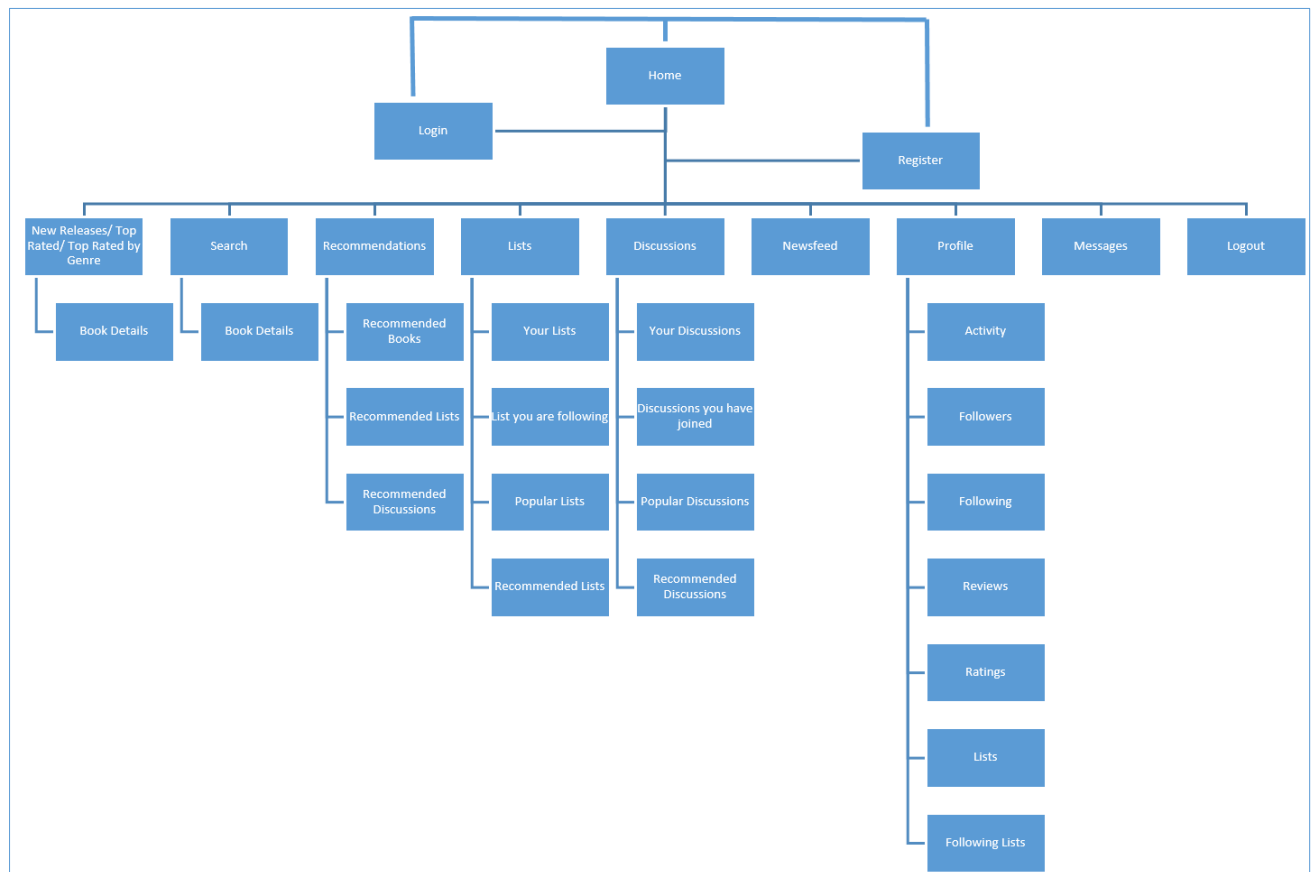 Home
Login
Register
New Releases/ Top
Rated/ Top Rated by
Genre
Search
Recommendations
Lists
Discussions
Newsfeed
Profile
Messages
Logout
Book Details
Book Details
Recommended
Books
Recommended Lists
Recommended
Discussions
Your Lists
List you are following
Popular Lists
Recommended Lists
Your Discussions
Discussions you have
joined
Popular Discussions
Recommended
Discussions
Activity
Followers
Following
Reviews
Ratings
Lists
Following Lists